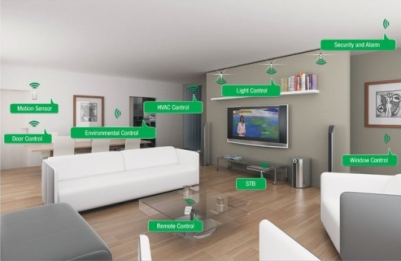 Security and Alarm
Light Control
HVAC Control
Motion Sensor
Door Control
Environmental Control
Window Control
STB
Remote Control